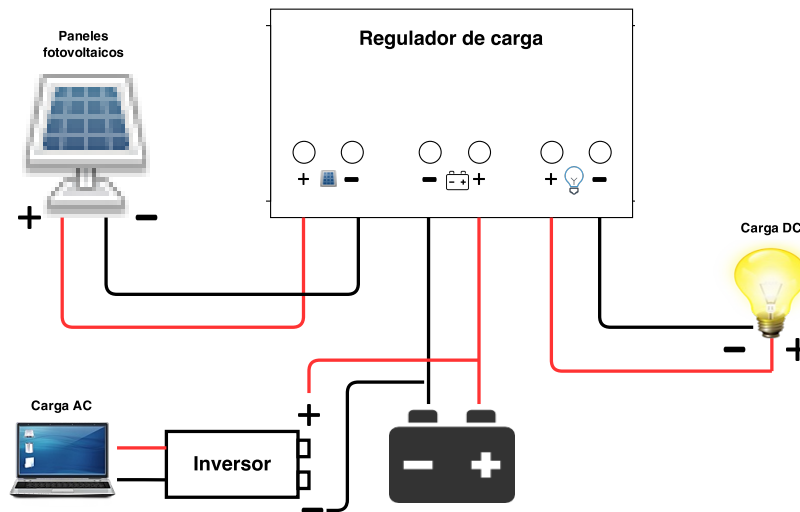 Regulador de carga
Paneles
fotovoltaicos
+ −
− +
+ −
+ −
Carga DC
− +
Carga AC
+
Inversor
− +
−